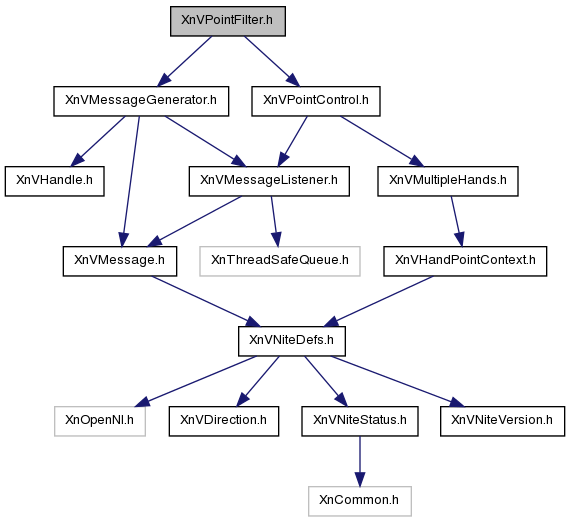 XnVPointFilter.h
XnVMessageGenerator.h
XnVPointControl.h
XnVHandle.h
XnVMessageListener.h
XnVMultipleHands.h
XnVMessage.h
XnThreadSafeQueue.h
XnVHandPointContext.h
XnVNiteDefs.h
XnOpenNI.h
XnVDirection.h
XnVNiteStatus.h
XnVNiteVersion.h
XnCommon.h